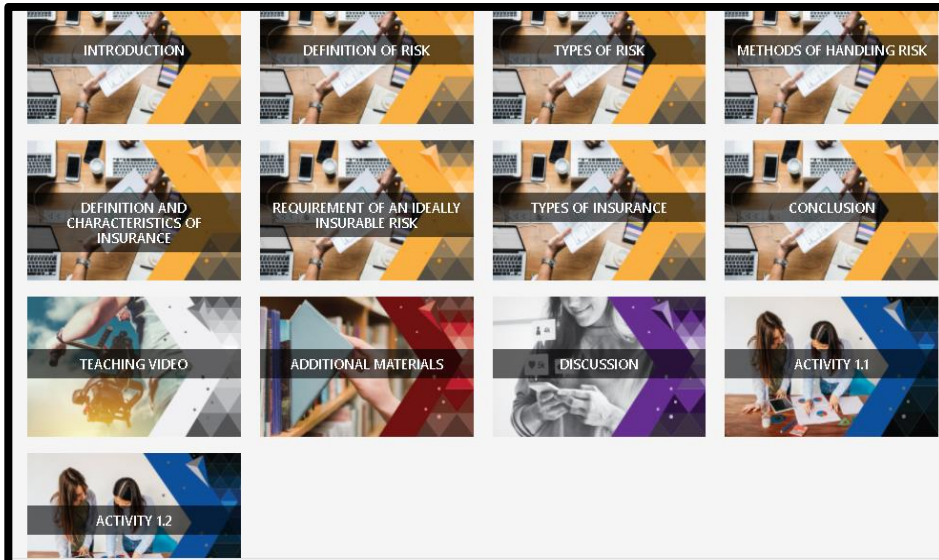 INTRODUCTION
DEFINITION OF RISK
TYPES OF RISK
METHODS OF HANDLING RISK
DEFINITION AND
CHARACTERISTICS OF
INSURANCE
REQUIREMENT OF AN IDEALLY
INSURABLE RISK
TYPES OF INSURANCE
CONCLUSION
TEACHING VIDEO
ADDITIONAL MATERIALS
DISCUSSION
ACTIVITY 1.1
ACTIVITY 1.2